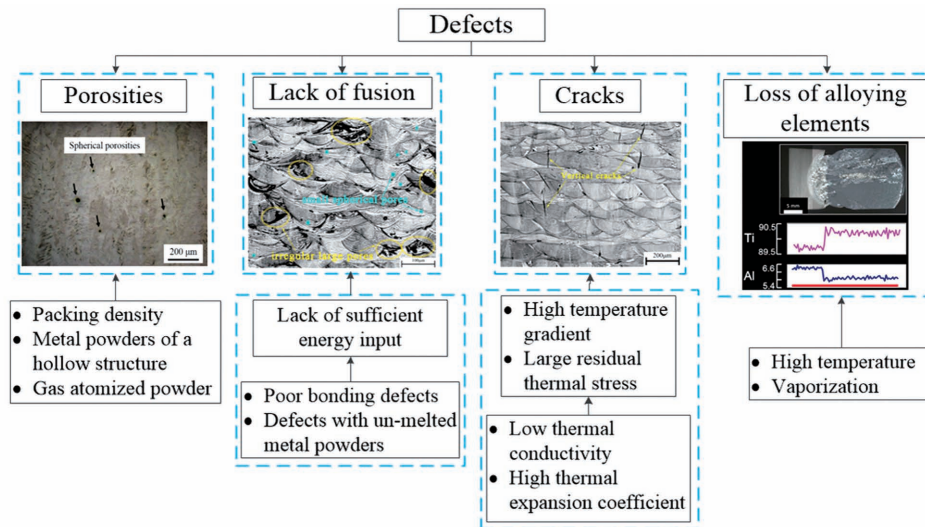 Defects
Porosities
Spherical porosities
200 μm
Packing density
Metal powders of a
hollow structure
Gas atomized powder
Lack of fusion
small spherical pores
irregular large pores
100μm
Lack of sufficient
energy input
Poor bonding defects
Defects with un-melted
metal powders
Cracks
vertical cracks
200μm
High temperature
gradient
Large residual
thermal stress
Low thermal
conductivity
High thermal
expansion coefficient
Loss of alloying
elements
5 mm
90.5
Ti
89.5
6.6
Al
5.4
High temperature
Vaporization